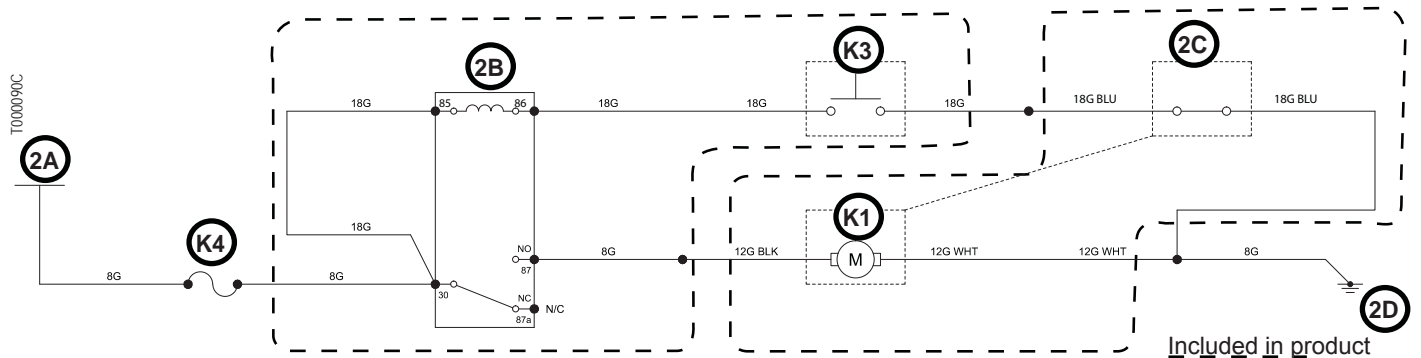 T000090C
2A
2B
K3
2C
18G
85
86
18G
18G
18G
18G BLU
18G BLU
K4
18G
K1
M
NO
87
8G
12G BLK
12G WHT
12G WHT
8G
8G
8G
30
NC
87a
N/C
2D
Included in product